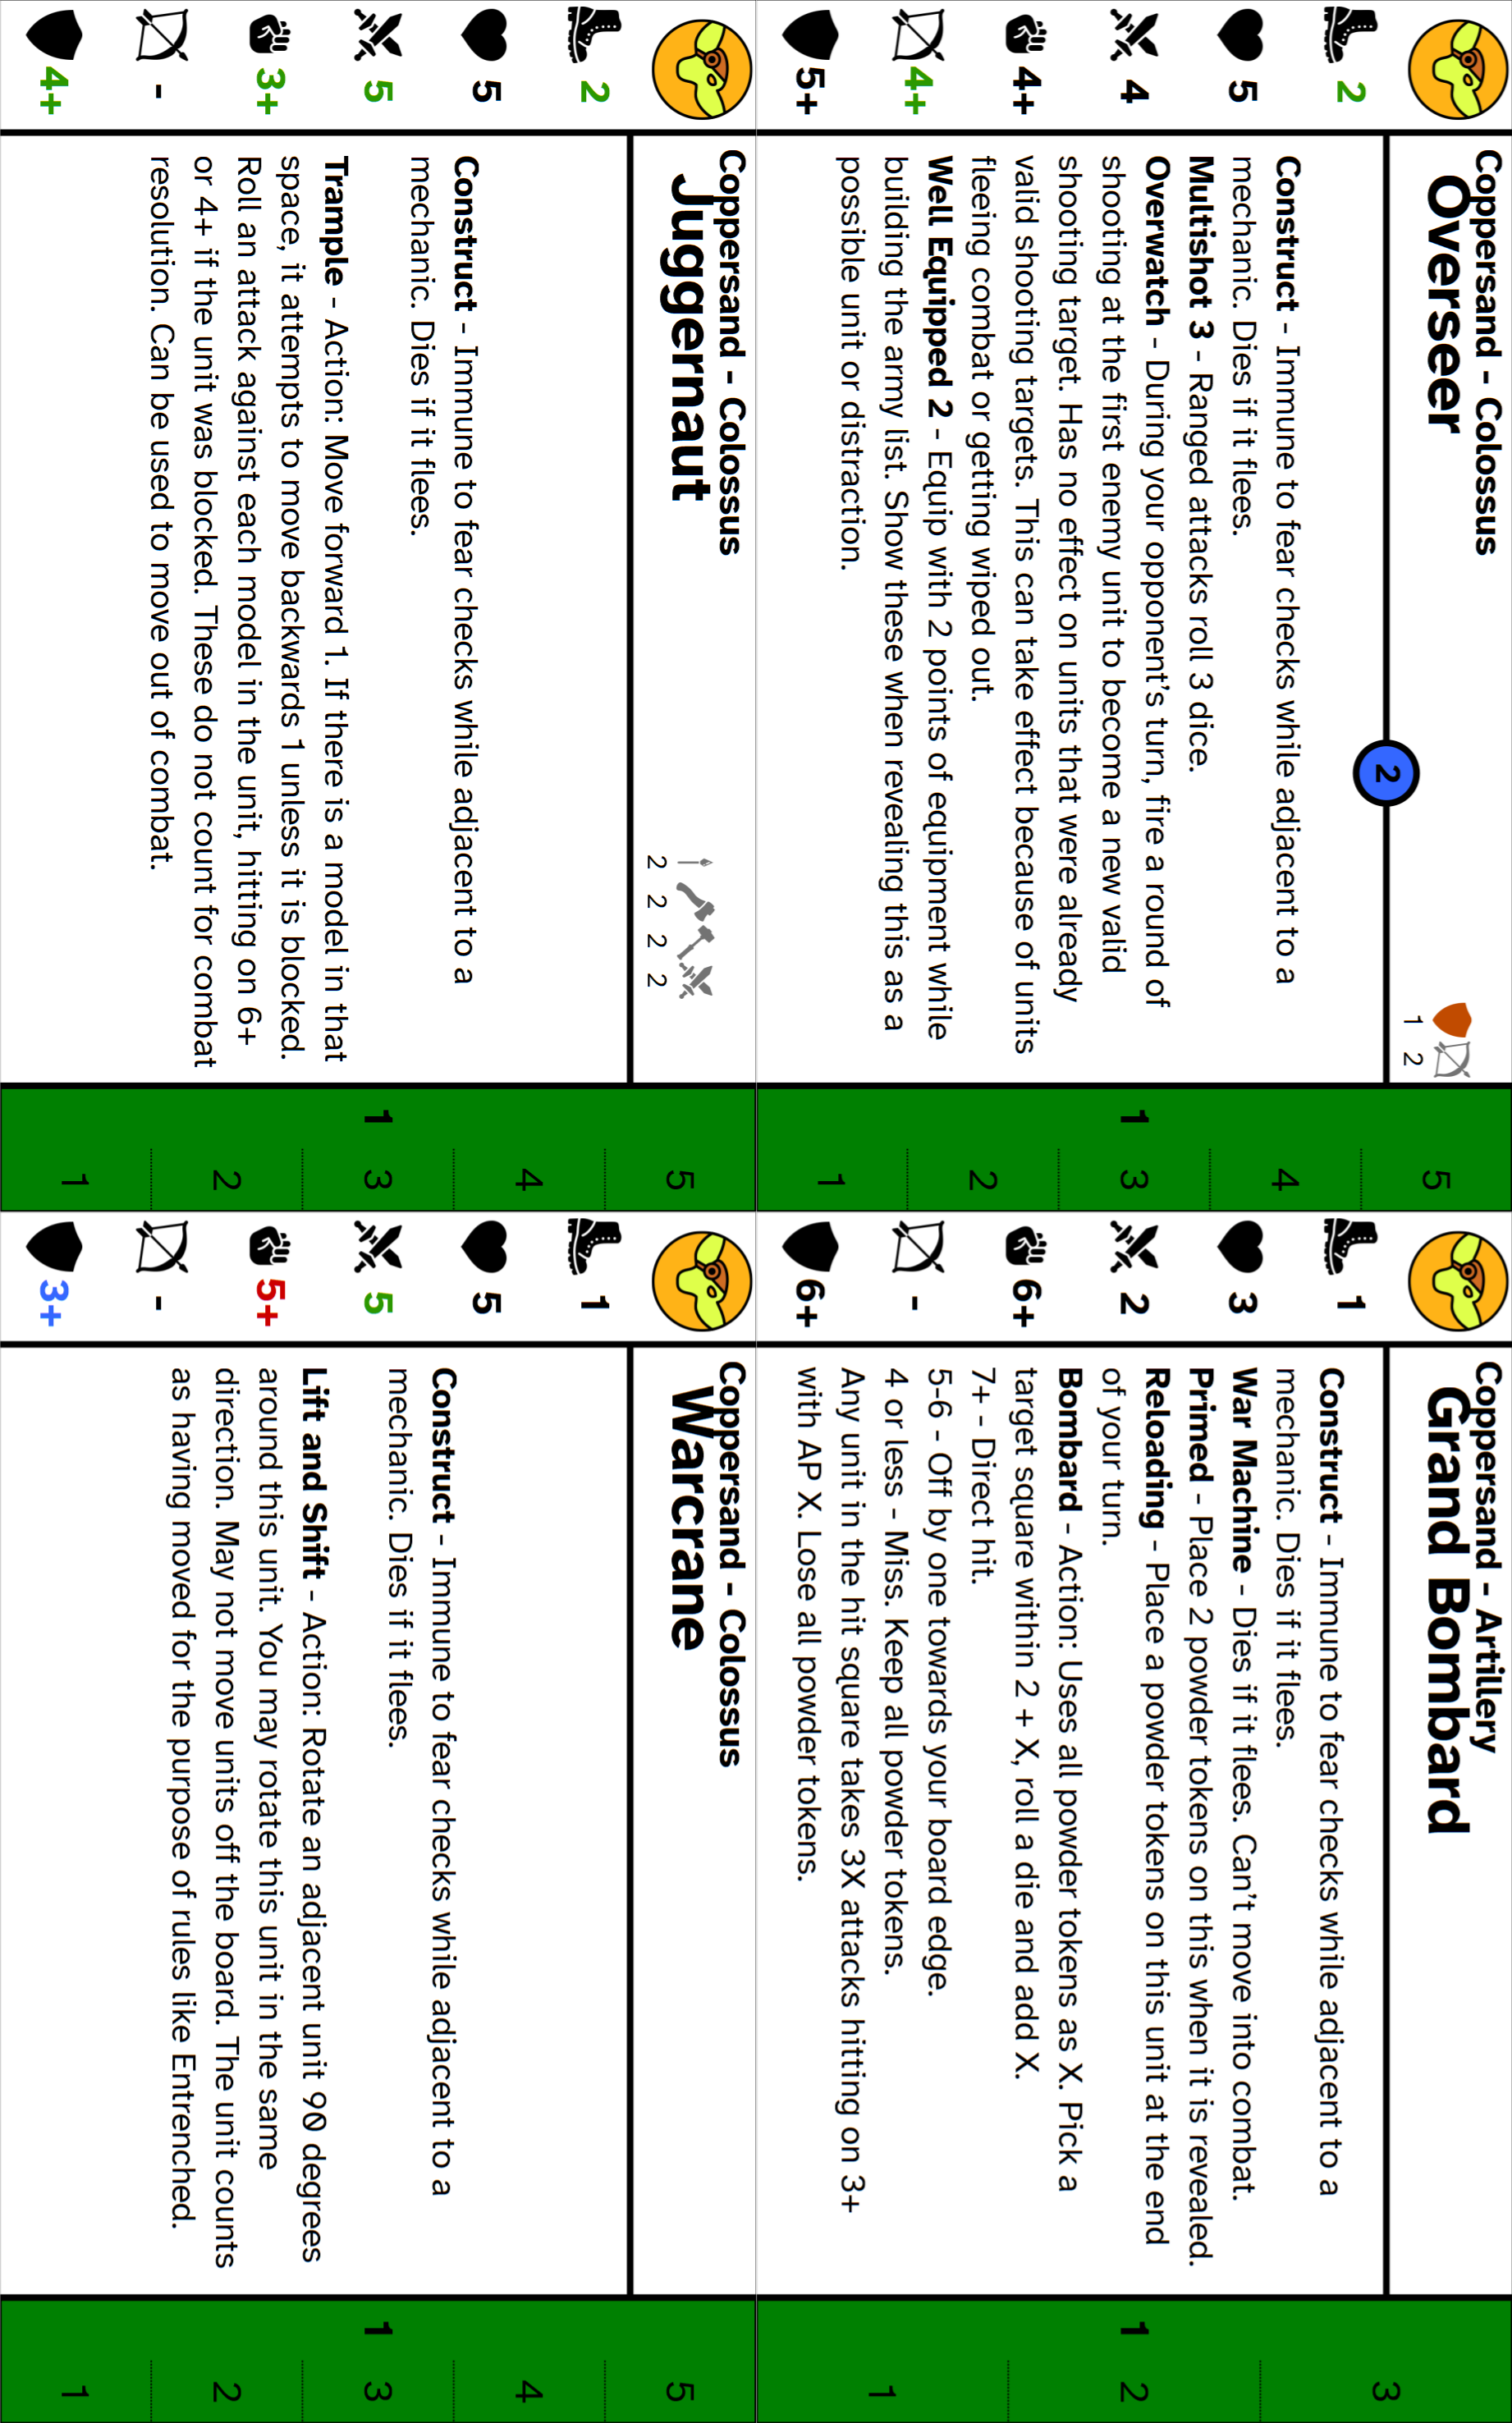 Coppersand - Colossus
Overseer
1 2
2
2
5
4
4+
4+
5+
Construct - Immune to fear checks while adjacent to a
mechanic. Dies if it flees.
Multishot 3 - Ranged attacks roll 3 dice.
Overwatch - During your opponent's turn, fire a round of
shooting at the first enemy unit to become a new valid
shooting target. Has no effect on units that were already
valid shooting targets. This can take effect because of units
fleeing combat or getting wiped out.
Well Equipped 2 - Equip with 2 points of equipment while
building the army list. Show these when revealing this as a
possible unit or distraction.
1
5
4
3
2
1
Coppersand - Artillery
Grand Bombard
1
3
2
6+
-
6+
Construct - Immune to fear checks while adjacent to a
mechanic. Dies if it flees.
War Machine - Dies if it flees. Can't move into combat.
Primed - Place 2 powder tokens on this when it is revealed.
Reloading - Place a powder tokens on this unit at the end
of your turn.
Bombard - Action: Uses all powder tokens as X. Pick a
target square within 2 + X, roll a die and add X.
7+ - Direct hit.
5-6 - Off by one towards your board edge.
4 or less - Miss. Keep all powder tokens.
Any unit in the hit square takes 3X attacks hitting on 3+
with AP X. Lose all powder tokens.
1
3
2
1
Coppersand - Colossus
Juggernaut
2 2 2 2
2
5
5
3+
-
4+
Construct - Immune to fear checks while adjacent to a
mechanic. Dies if it flees.
Trample - Action: Move forward 1. If there is a model in that
space, it attempts to move backwards 1 unless it is blocked.
Roll an attack against each model in the unit, hitting on 6+
or 4+ if the unit was blocked. These do not count for combat
resolution. Can be used to move out of combat.
1
5
4
3
2
1
Coppersand - Colossus
Warcrane
1
5
5
5+
-
3+
Construct - Immune to fear checks while adjacent to a
mechanic. Dies if it flees.
Lift and Shift - Action: Rotate an adjacent unit 90 degrees
around this unit. You may rotate this unit in the same
direction. May not move units off the board. The unit counts
as having moved for the purpose of rules like Entrenched.
1
5
4
3
2
1